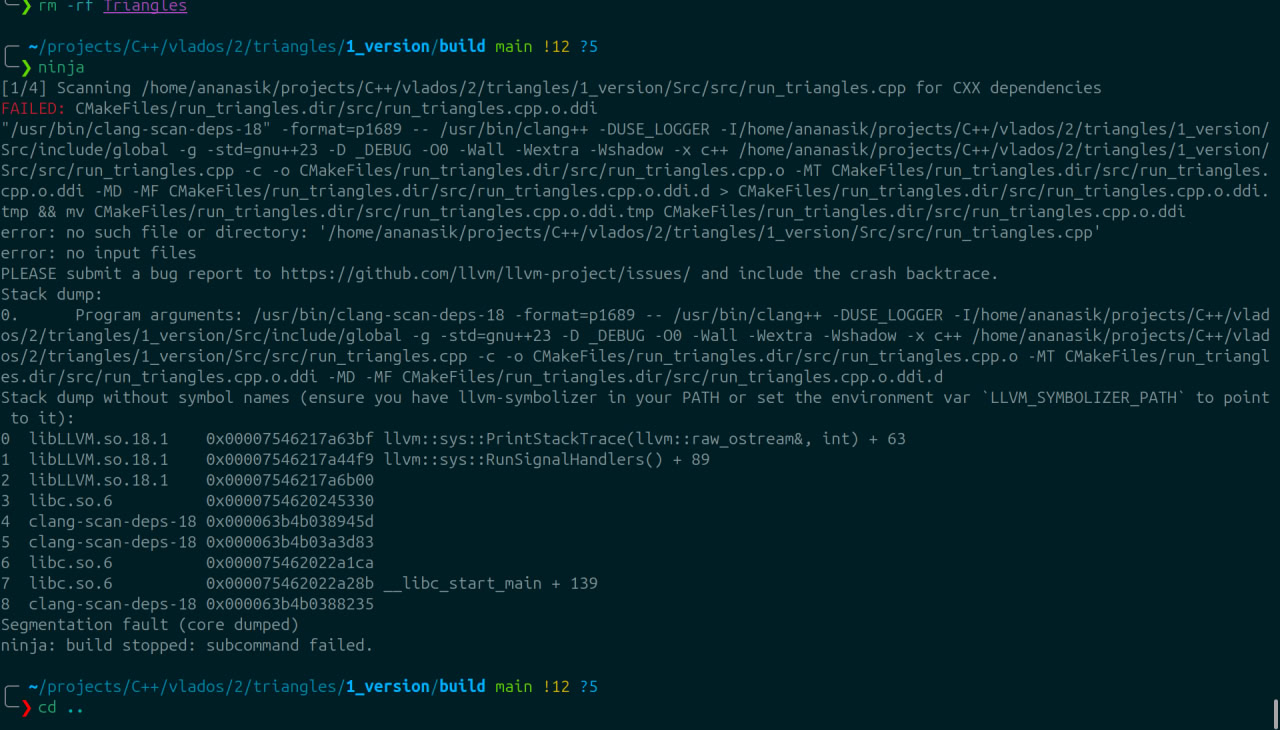 ❯ rm -rf Triangles
~/projects/C++/vlados/2/triangles/1_version/build main !12 ?5
❯ ninja
[1/4] Scanning /home/ananasik/projects/C++/vlados/2/triangles/1_version/Src/src/run_triangles.cpp for CXX dependencies
FAILED: CMakeFiles/run_triangles.dir/src/run_triangles.cpp.o.ddi
"/usr/bin/clang-scan-deps-18" -format=p1689 -- /usr/bin/clang++ -DUSE_LOGGER -I/home/ananasik/projects/C++/vlados/2/triangles/1_version/
Src/include/global -g -std=gnu++23 -D _DEBUG -O0 -Wall -Wextra -Wshadow -x c++ /home/ananasik/projects/C++/vlados/2/triangles/1_version/
Src/src/run_triangles.cpp -c -o CMakeFiles/run_triangles.dir/src/run_triangles.cpp.o -MT CMakeFiles/run_triangles.dir/src/run_triangles.
cpp.o.ddi -MD -MF CMakeFiles/run_triangles.dir/src/run_triangles.cpp.o.ddi.d > CMakeFiles/run_triangles.dir/src/run_triangles.cpp.o.ddi.
tmp && mv CMakeFiles/run_triangles.dir/src/run_triangles.cpp.o.ddi.tmp CMakeFiles/run_triangles.dir/src/run_triangles.cpp.o.ddi
error: no such file or directory: '/home/ananasik/projects/C++/vlados/2/triangles/1_version/Src/src/run_triangles.cpp'
error: no input files
PLEASE submit a bug report to https://github.com/llvm/llvm-project/issues/ and include the crash backtrace.
Stack dump:
0.      Program arguments: /usr/bin/clang-scan-deps-18 -format=p1689 -- /usr/bin/clang++ -DUSE_LOGGER -I/home/ananasik/projects/C++/vlad
os/2/triangles/1_version/Src/include/global -g -std=gnu++23 -D _DEBUG -O0 -Wall -Wextra -Wshadow -x c++ /home/ananasik/projects/C++/vlad
os/2/triangles/1_version/Src/src/run_triangles.cpp -c -o CMakeFiles/run_triangles.dir/src/run_triangles.cpp.o -MT CMakeFiles/run_triangl
es.dir/src/run_triangles.cpp.o.ddi -MD -MF CMakeFiles/run_triangles.dir/src/run_triangles.cpp.o.ddi.d
Stack dump without symbol names (ensure you have llvm-symbolizer in your PATH or set the environment var `LLVM_SYMBOLIZER_PATH` to point
 to it):
0  libLLVM.so.18.1    0x00007546217a63bf llvm::sys::PrintStackTrace(llvm::raw_ostream&, int) + 63
1  libLLVM.so.18.1    0x00007546217a44f9 llvm::sys::RunSignalHandlers() + 89
2  libLLVM.so.18.1    0x00007546217a6b00
3  libc.so.6          0x0000754620245330
4  clang-scan-deps-18 0x000063b4b038945d
5  clang-scan-deps-18 0x000063b4b03a3d83
6  libc.so.6          0x000075462022a1ca
7  libc.so.6          0x000075462022a28b __libc_start_main + 139
8  clang-scan-deps-18 0x000063b4b0388235
Segmentation fault (core dumped)
ninja: build stopped: subcommand failed.
~/projects/C++/vlados/2/triangles/1_version/build main !12 ?5
❯ cd ..